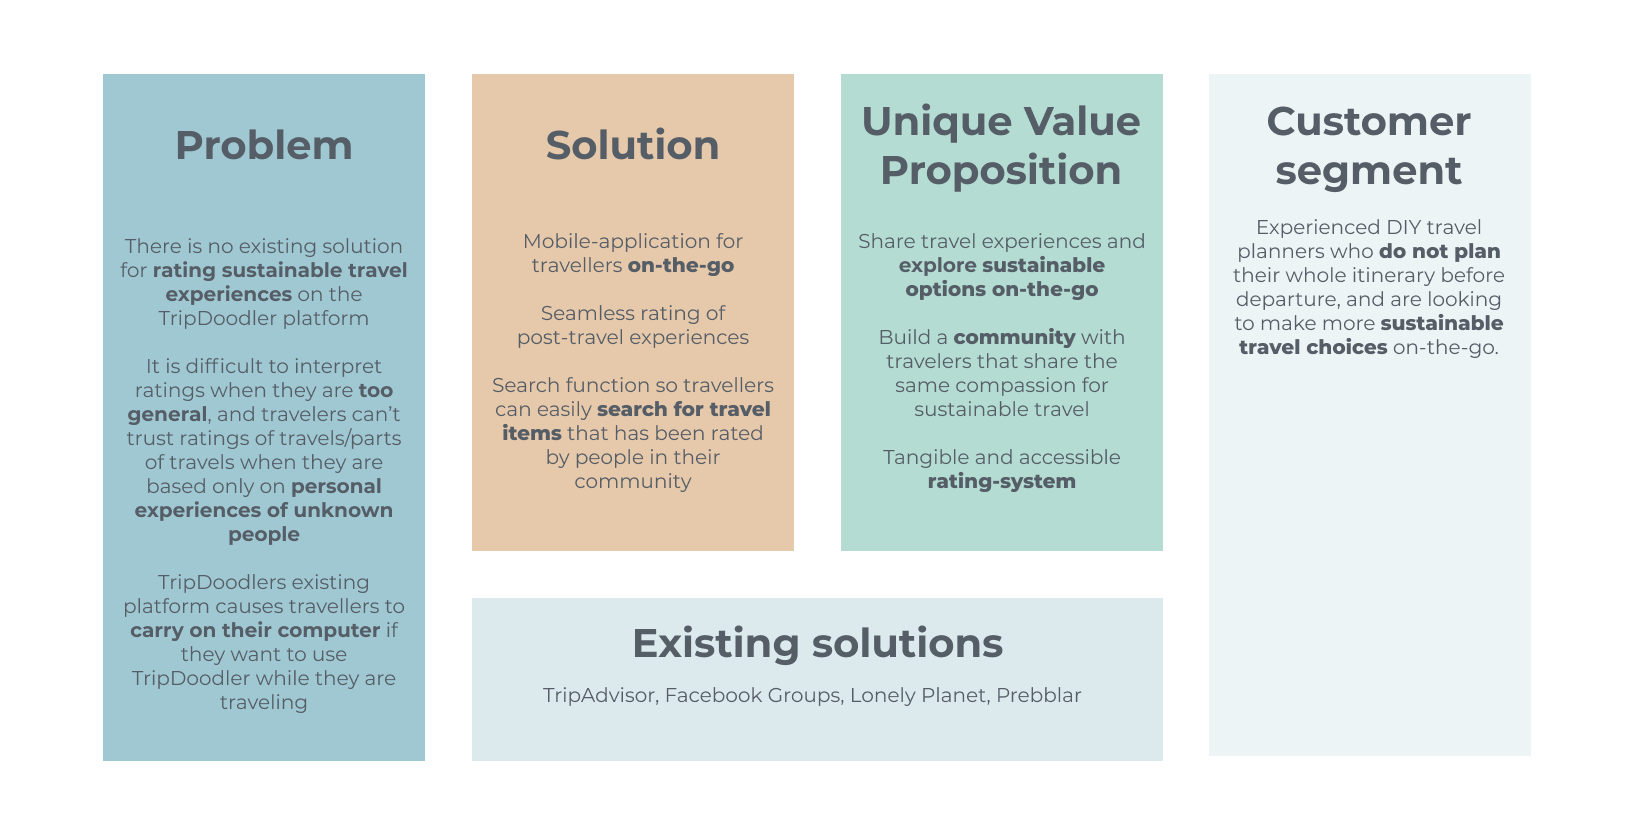 Problem
There is no existing solution
for rating sustainable travel
experiences on the
TripDoodler platform
It is difficult to interpret
ratings when they are too
general, and travelers can’t
trust ratings of travels/parts
of travels when they are
based only on personal
experiences of unknown
people
TripDoodlers existing
platform causes travellers to
carry on their computer if
they want to use
TripDoodler while they are
traveling
Solution
Mobile-application for
travellers on-the-go
Seamless rating of
post-travel experiences
Search function so travellers
can easily search for travel
items that has been rated
by people in their
community
Unique Value
Proposition
Share travel experiences and
explore sustainable
options on-the-go
Build a community with
travelers that share the
same compassion for
sustainable travel
Tangible and accessible
rating-system
Customer
segment
Experienced DIY travel
planners who do not plan
their whole itinerary before
departure, and are looking
to make more sustainable
travel choices on-the-go.
Existing solutions
TripAdvisor, Facebook Groups, Lonely Planet, Prebblar